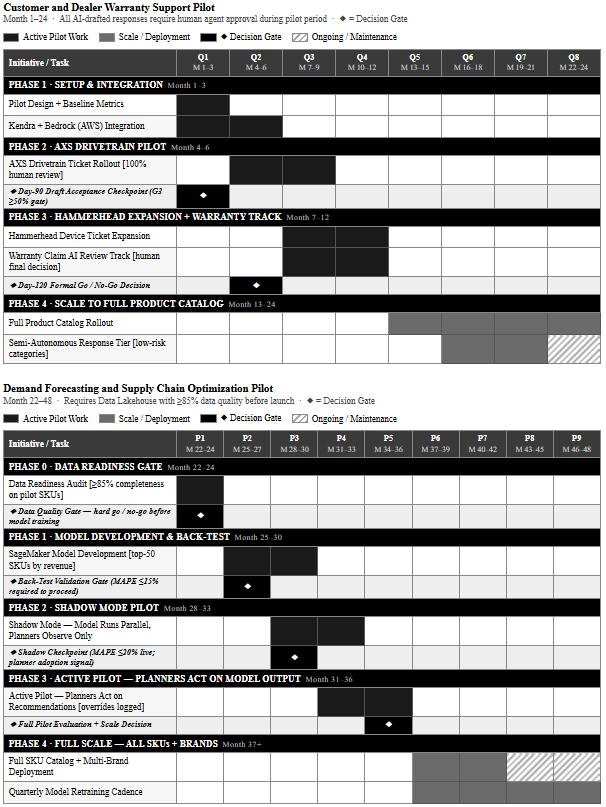 Customer and Dealer Warranty Support Pilot
Month 1–24 · All AI-drafted responses require human agent approval during pilot period · ◆ = Decision Gate
Active Pilot Work Scale / Deployment ◆ Decision Gate Ongoing / Maintenance
Initiative / Task Q1 Q2 Q3 Q4 Q5 Q6 Q7 Q8
M 1–3 M 4–6 M 7–9 M 10–12 M 13–15 M 16–18 M 19–21 M 22–24
PHASE 1 · SETUP & INTEGRATION Month 1–3
Pilot Design + Baseline Metrics
Kendra + Bedrock (AWS) Integration
PHASE 2 · AXS DRIVETRAIN PILOT Month 4–6
AXS Drivetrain Ticket Rollout [100%
human review]
◆ Day-90 Draft Acceptance Checkpoint (G3
≥50% gate)
◆
PHASE 3 · HAMMERHEAD EXPANSION + WARRANTY TRACK Month 7–12
Hammerhead Device Ticket Expansion
Warranty Claim AI Review Track [human
final decision]
◆ Day-120 Formal Go / No-Go Decision ◆
PHASE 4 · SCALE TO FULL PRODUCT CATALOG Month 13–24
Full Product Catalog Rollout
Semi-Autonomous Response Tier [low-risk
categories]
Demand Forecasting and Supply Chain Optimization Pilot
Month 22–48 · Requires Data Lakehouse with ≥85% data quality before launch · ◆ = Decision Gate
Active Pilot Work Scale / Deployment ◆ Decision Gate Ongoing / Maintenance
Initiative / Task P1 P2 P3 P4 P5 P6 P7 P8 P9
M 22–24 M 25–27 M 28–30 M 31–33 M 34–36 M 37–39 M 40–42 M 43–45 M 46–48
PHASE 0 · DATA READINESS GATE Month 22–24
Data Readiness Audit [≥85% completeness
on pilot SKUs]
◆ Data Quality Gate — hard go / no-go before
model training
◆
PHASE 1 · MODEL DEVELOPMENT & BACK-TEST Month 25–30
SageMaker Model Development [top-50
SKUs by revenue]
◆ Back-Test Validation Gate (MAPE ≤15%
required to proceed)
◆
PHASE 2 · SHADOW MODE PILOT Month 28–33
Shadow Mode — Model Runs Parallel,
Planners Observe Only
◆ Shadow Checkpoint (MAPE ≤20% live;
planner adoption signal)
◆
PHASE 3 · ACTIVE PILOT — PLANNERS ACT ON MODEL OUTPUT Month 31–36
Active Pilot — Planners Act on
Recommendations [overrides logged]
◆ Full Pilot Evaluation + Scale Decision ◆
PHASE 4 · FULL SCALE — ALL SKUs + BRANDS Month 37+
Full SKU Catalog + Multi-Brand
Deployment
Quarterly Model Retraining Cadence